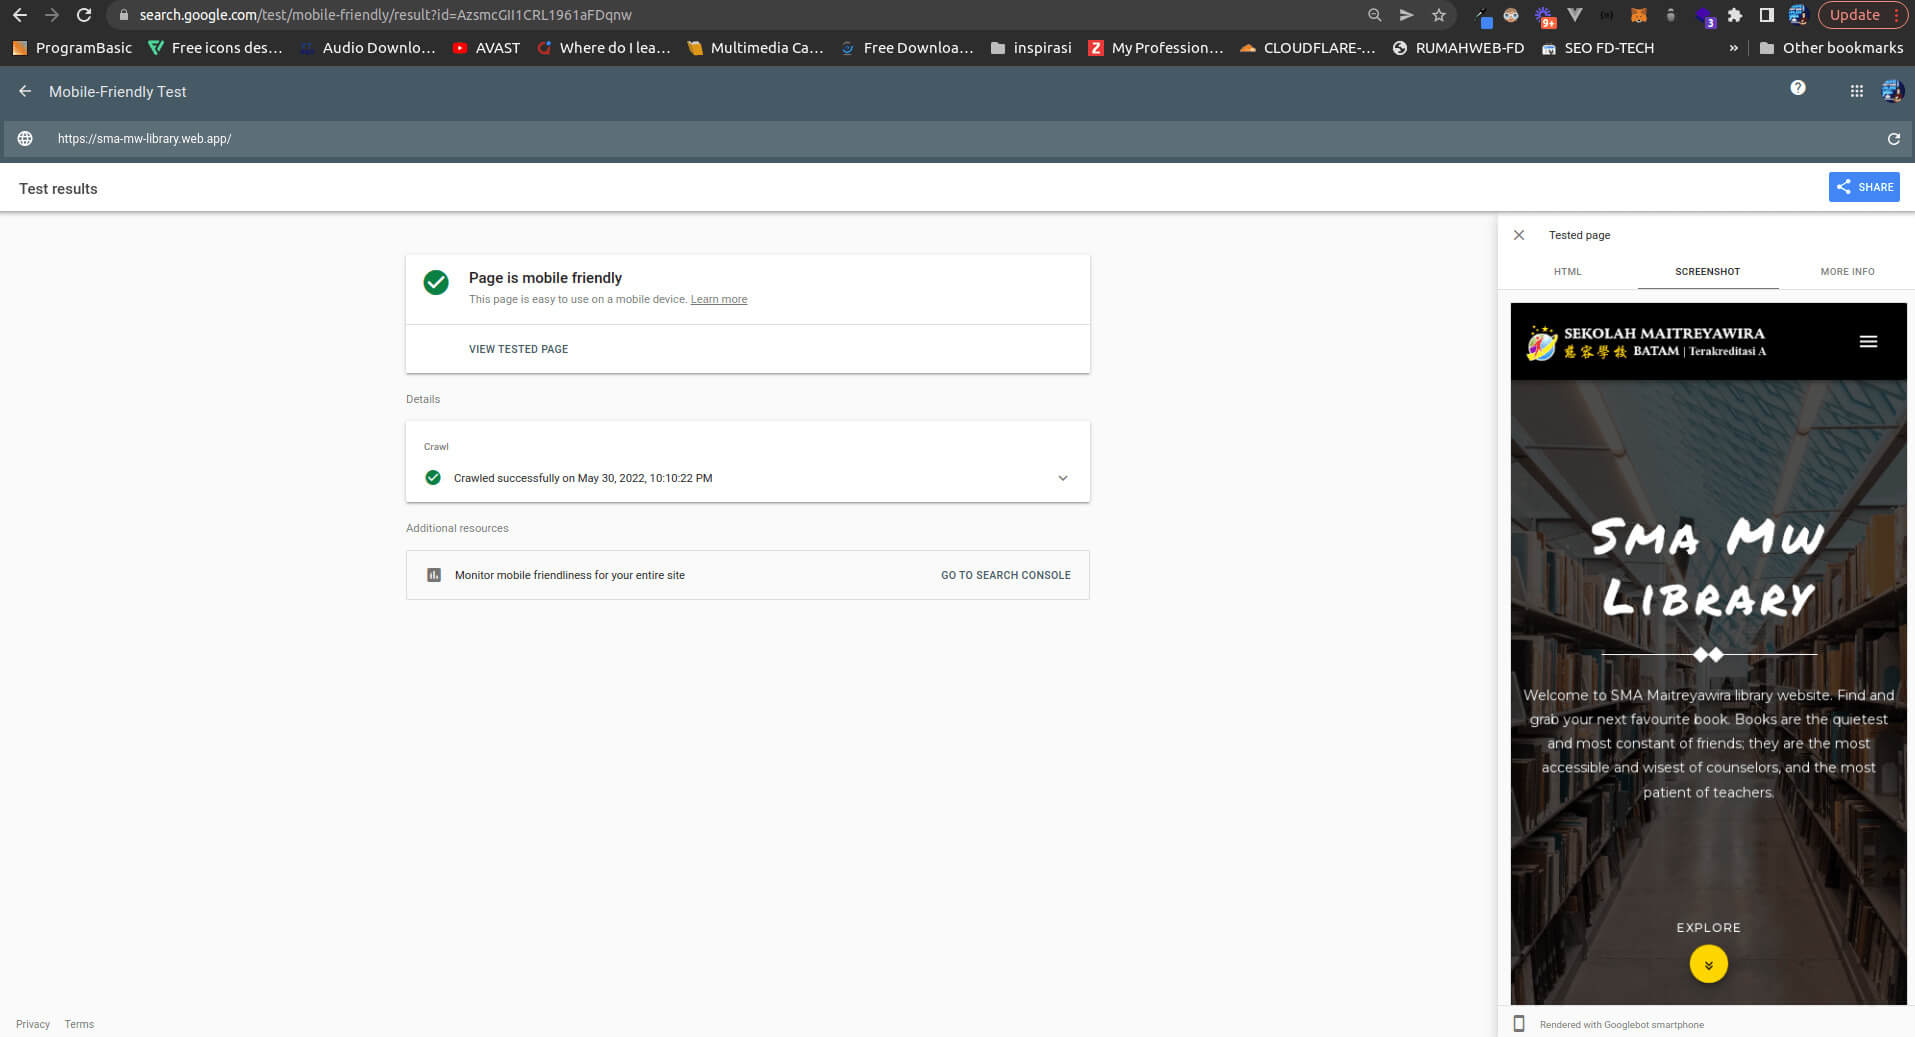 search.google.com/test/mobile-friendly/result?id=AzsmcGII1CRL1961aFDqnw
9+
3
Update
ProgramBasic
Free icons des...
Audio Downlo...
AVAST
Where do I lea...
Multimedia Ca...
Free Downloa...
inspirasi
My Profession...
CLOUDFLARE-...
RUMAHWEB-FD
SEO FD-TECH
»
Other bookmarks
Mobile-Friendly Test
https://sma-mw-library.web.app/
Test results
SHARE
Page is mobile friendly
This page is easy to use on a mobile device. Learn more
VIEW TESTED PAGE
Details
Crawl
Crawled successfully on May 30, 2022, 10:10:22 PM
Additional resources
Monitor mobile friendliness for your entire site
GO TO SEARCH CONSOLE
Tested page
HTML
SCREENSHOT
MORE INFO
SEKOLAH MAITREYAWIRA
慈容學校 BATAM | Terakreditasi A
Sma Mw
Library
Welcome to SMA Maitreyawira library website. Find and
grab your next favourite book. Books are the quietest
and most constant of friends; they are the most
accessible and wisest of counselors, and the most
patient of teachers.
EXPLORE
Privacy
Terms
Rendered with Googlebot smartphone